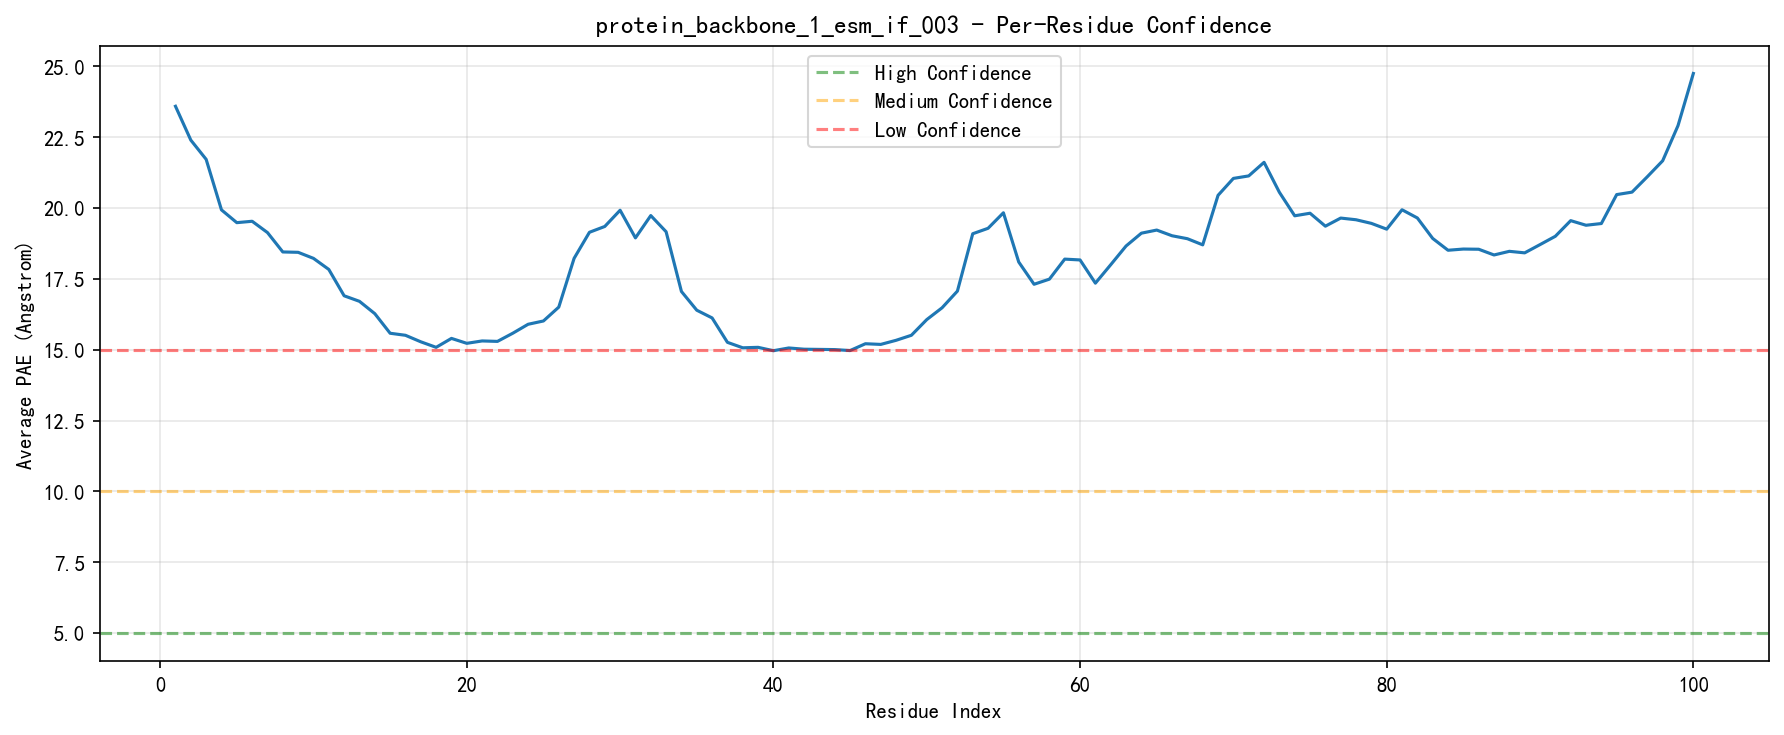 protein_backbone_1_esm_if_003 - Per-Residue Confidence
High Confidence
Medium Confidence
Low Confidence
Average PAE (Angstrom)
25.0
22.5
20.0
17.5
15.0
12.5
10.0
7.5
5.0
0 20 40 60 80 100
Residue Index